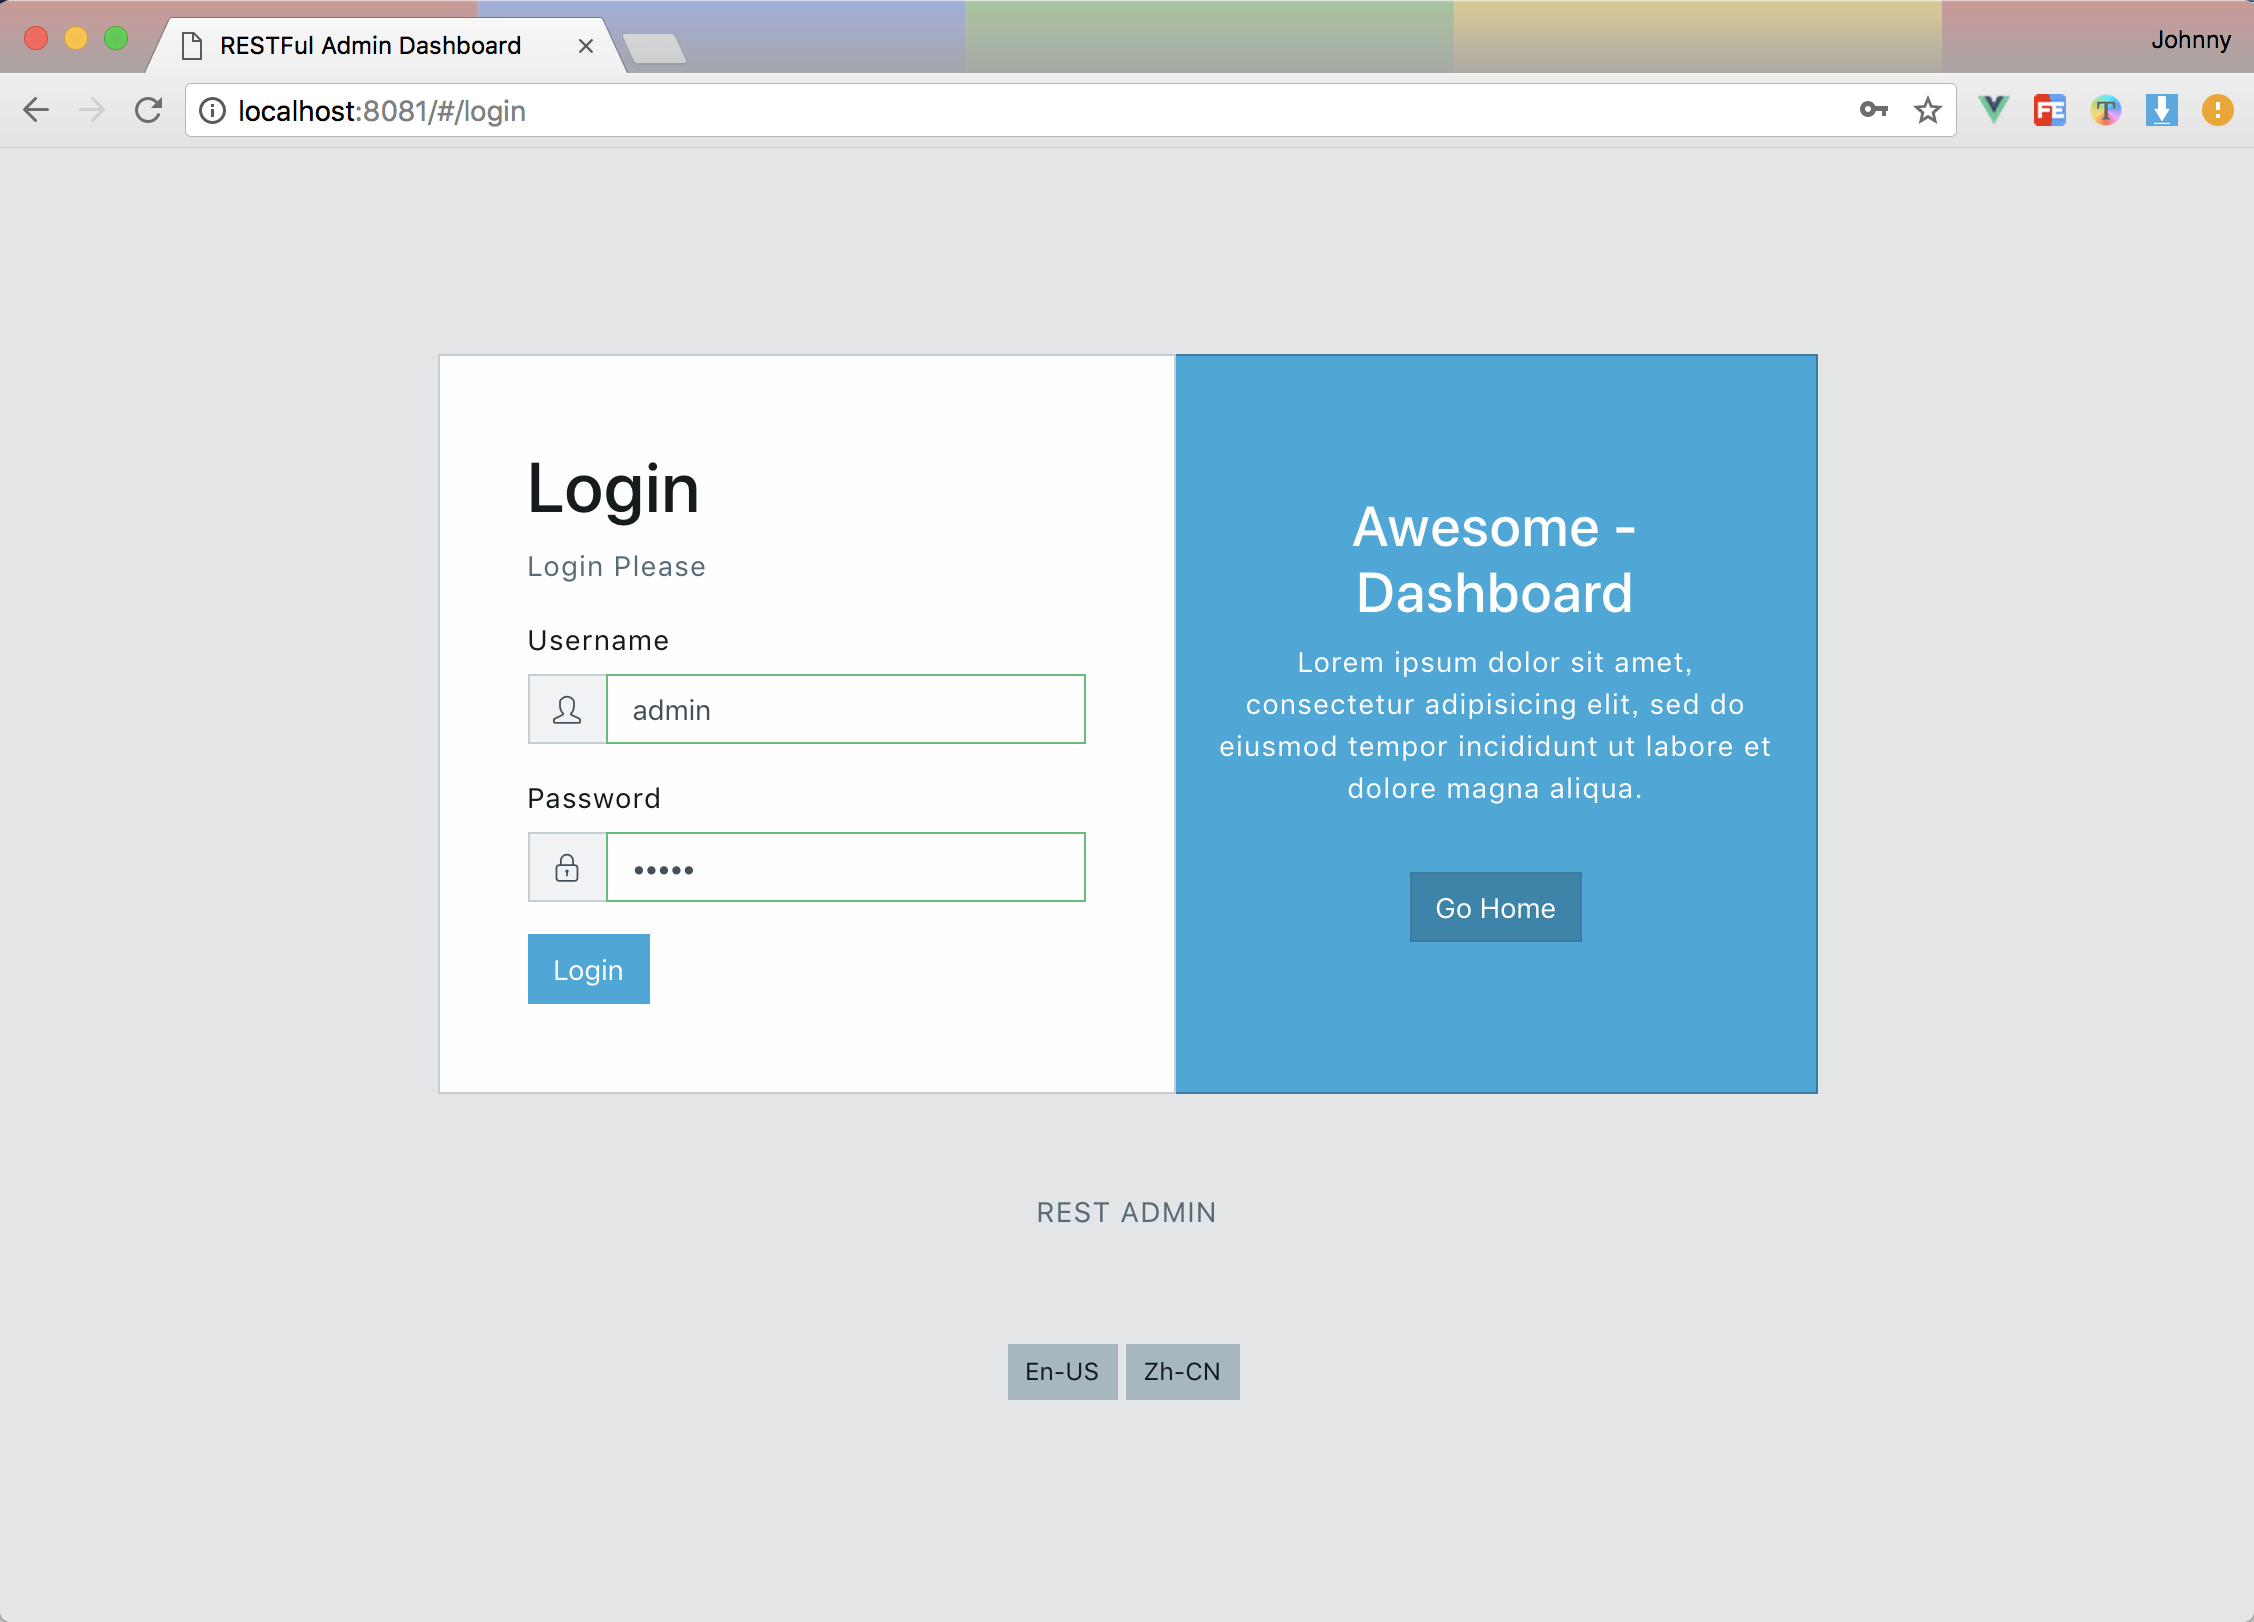 RESTFul Admin Dashboard
Johnny
localhost:8081/#/login
FE
T
Login
Login Please
Username
admin
Password
•••••
Login
Awesome -
Dashboard
Lorem ipsum dolor sit amet,
consectetur adipisicing elit, sed do
eiusmod tempor incididunt ut labore et
dolore magna aliqua.
Go Home
REST ADMIN
En-US
Zh-CN